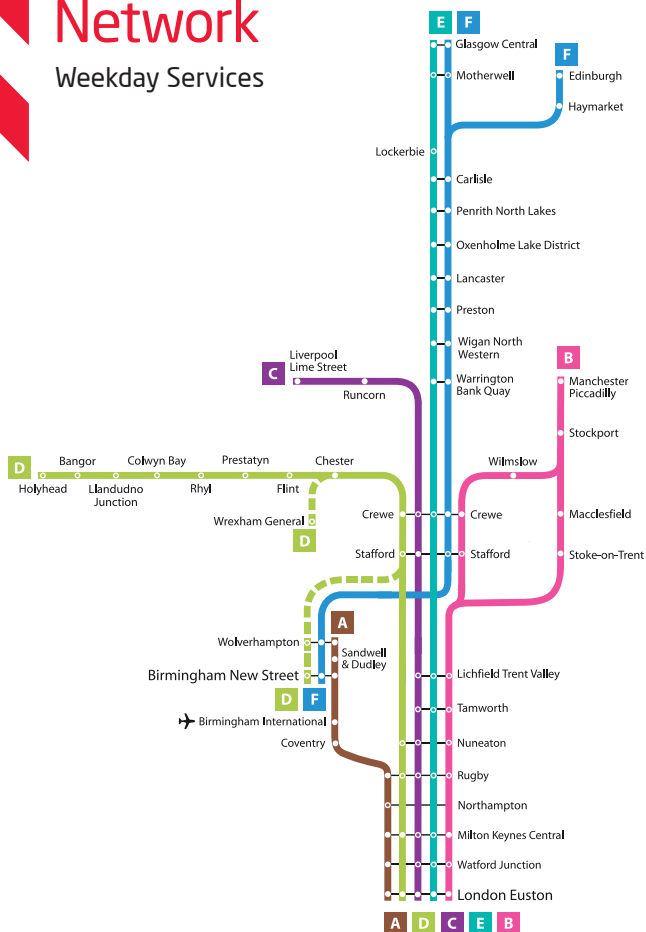 Network
Weekday Services
E F
Glasgow Central
F
Motherwell
Edinburgh
Haymarket
Lockerbie
Carlisle
Penrith North Lakes
Oxenholme Lake District
Lancaster
Preston
Wigan North
Western
Liverpool
Lime Street
B
C
Warrington
Bank Quay
Manchester
Piccadilly
Runcorn
Stockport
D
Bangor
Colwyn Bay
Prestatyn
Chester
Wilmslow
Holyhead
Llandudno
Junction
Rhyl
Flint
Wrexham General
D
Crewe
Crewe
Macclesfield
Stafford
Stafford
Stoke-on-Trent
A
Wolverhampton
Sandwell
& Dudley
Birmingham New Street
Lichfield Trent Valley
D F
Tamworth
Birmingham International
Coventry
Nuneaton
Rugby
Northampton
Milton Keynes Central
Watford Junction
London Euston
A D C E B